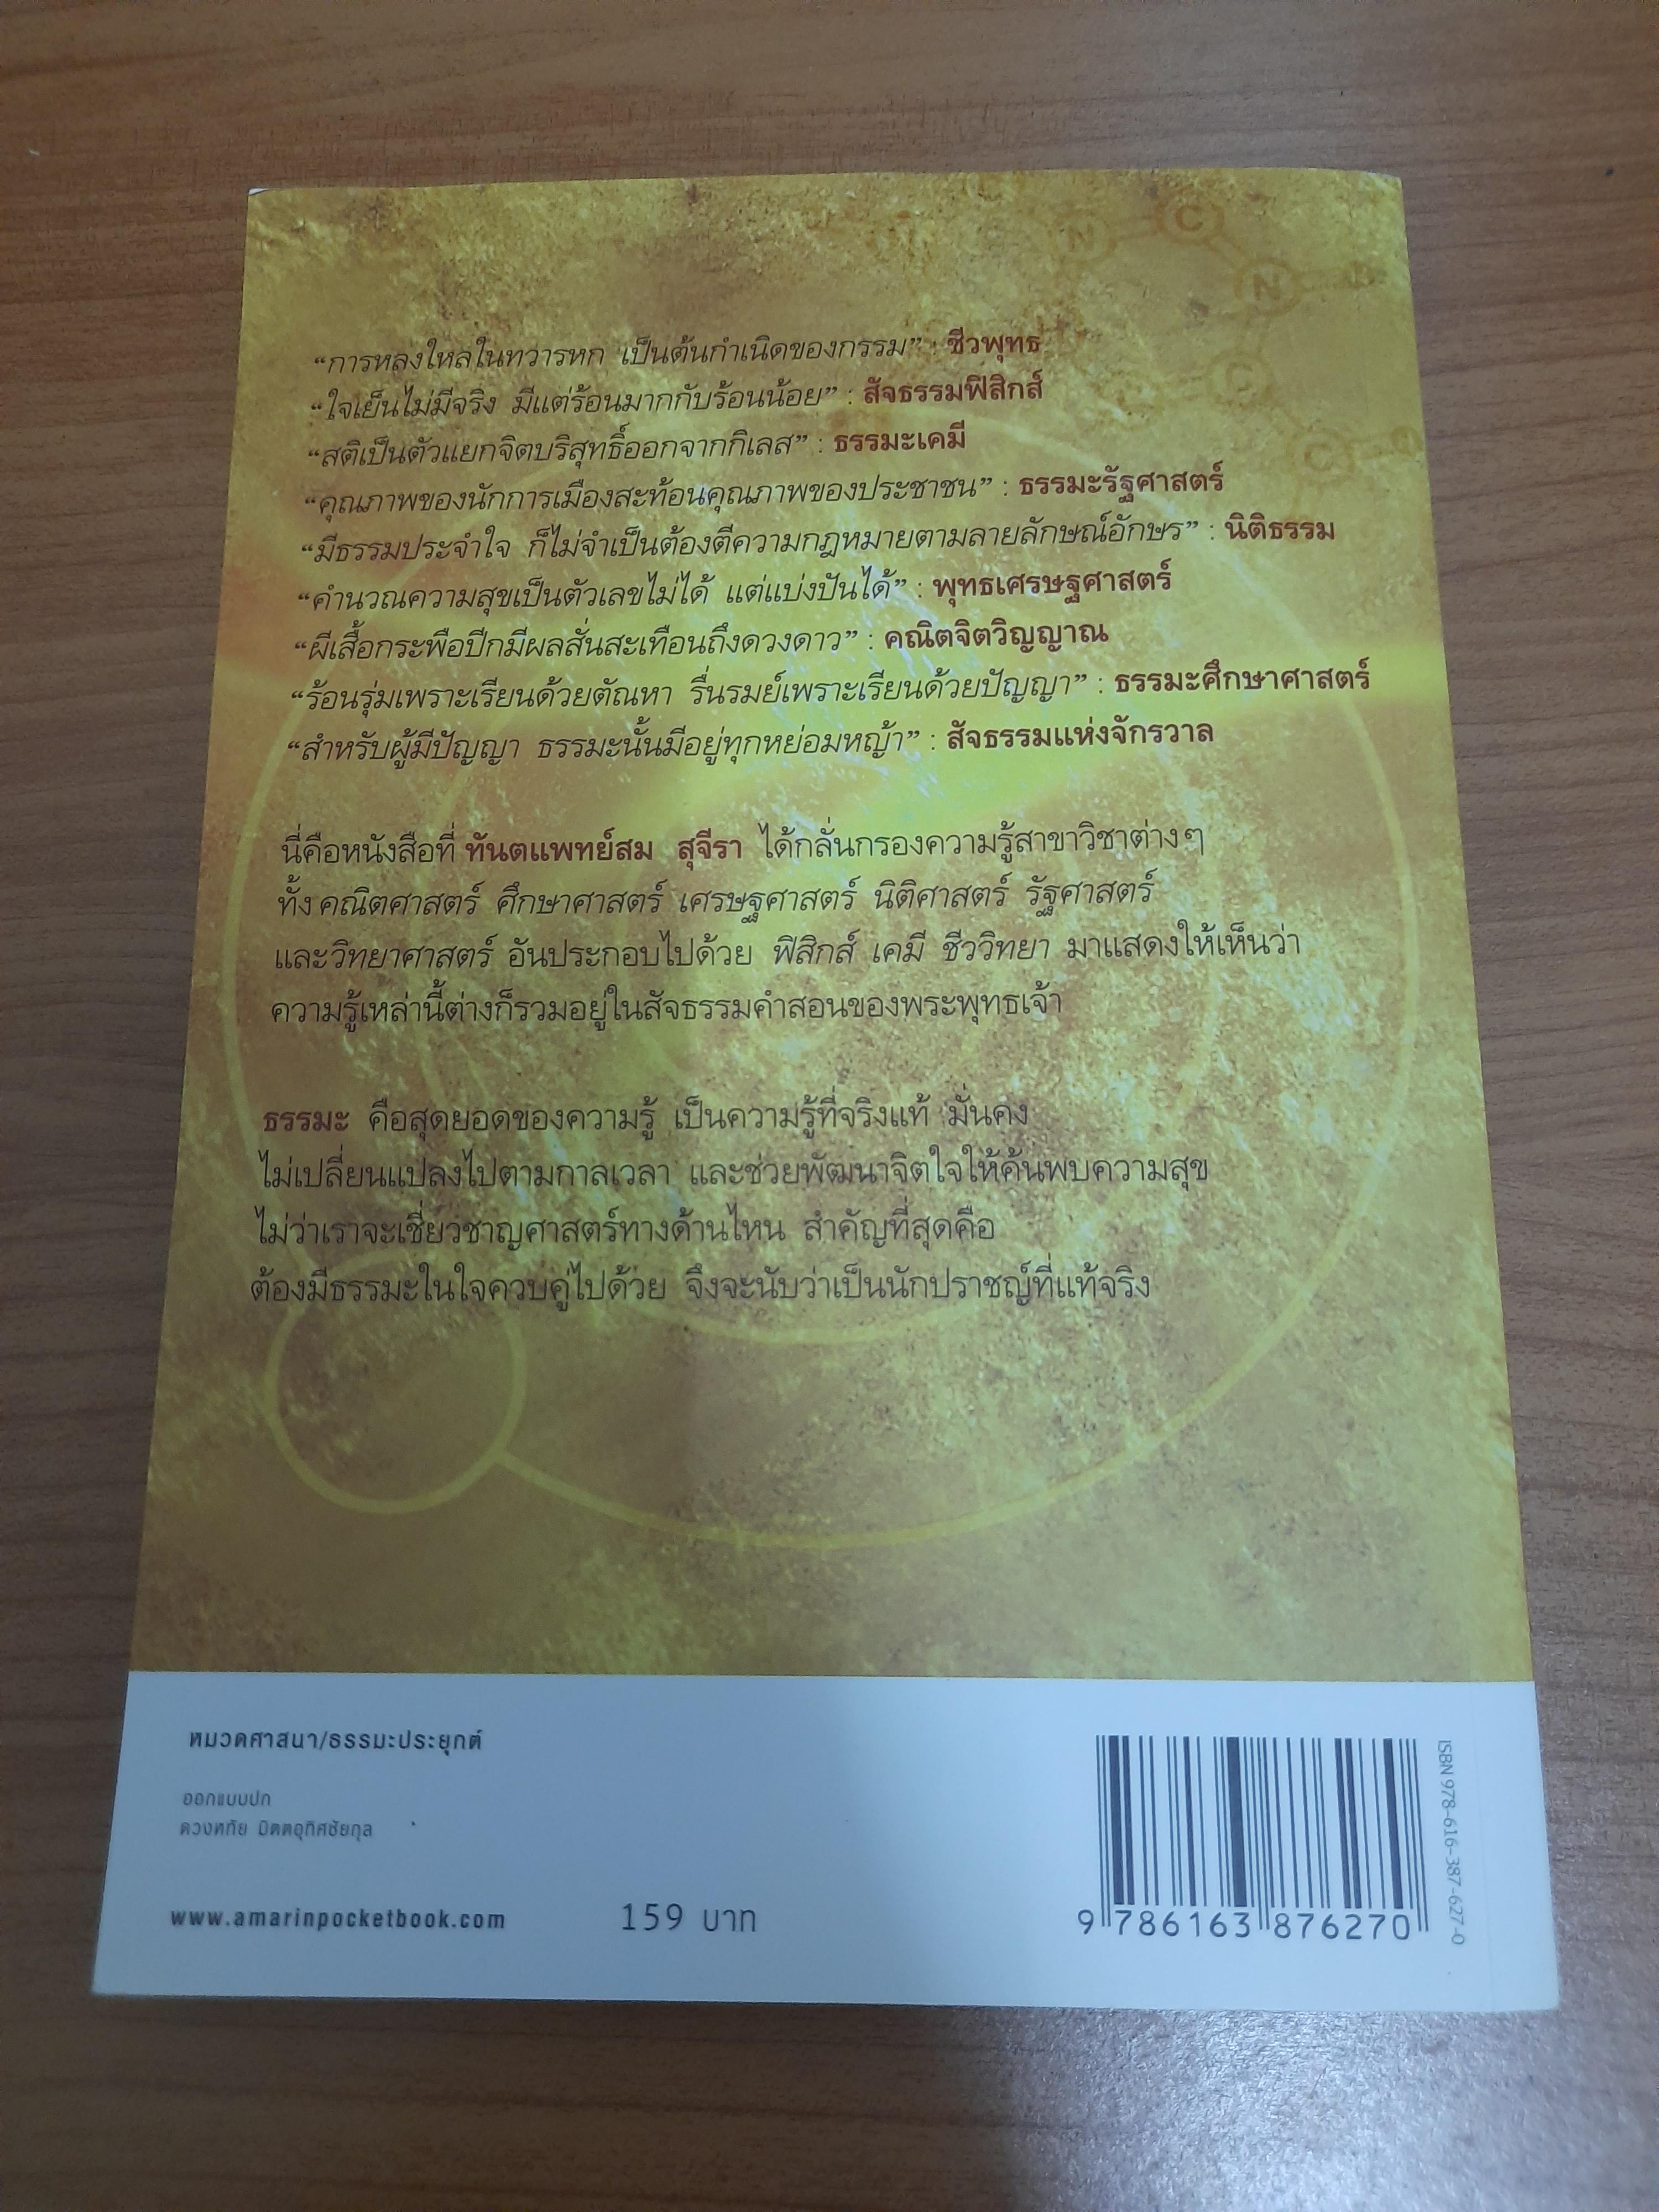 “การหลงใหลในทวารหก เป็นต้นกำเนิดของกรรม” : ชีวพุทธ
“ใจเย็นไม่มีจริง มีแต่ร้อนมากกับร้อนน้อย” : สัจธรรมฟิสิกส์
“สติเป็นตัวแยกจิตบริสุทธิ์ออกจากกิเลส” : ธรรมะเคมี
“คุณภาพของนักการเมืองสะท้อนคุณภาพของประชาชน” : ธรรมะรัฐศาสตร์
“มีธรรมประจำใจ ก็ไม่จำเป็นต้องตีความกฎหมายตามลายลักษณ์อักษร” : นิติธรรม
“คำนวณความสุขเป็นตัวเลขไม่ได้ แต่แบ่งปันได้” : พุทธเศรษฐศาสตร์
“ผีเสื้อกระพือปีกมีผลสั่นสะเทือนถึงดวงดาว” : คณิตจิตวิญญาณ
“ร้อนรุ่มเพราะเรียนด้วยตัณหา รื่นรมย์เพราะเรียนด้วยปัญญา” : ธรรมะศึกษาศาสตร์
“สำหรับผู้มีปัญญา ธรรมะนั้นมีอยู่ทุกหย่อมหญ้า” : สัจธรรมแห่งจักรวาล
นี่คือหนังสือที่ ทันตแพทย์สม สุจีรา ได้กลั่นกรองความรู้สาขาวิชาต่างๆ
ทั้ง คณิตศาสตร์ ศึกษาศาสตร์ เศรษฐศาสตร์ นิติศาสตร์ รัฐศาสตร์
และวิทยาศาสตร์ อันประกอบไปด้วย ฟิสิกส์ เคมี ชีววิทยา มาแสดงให้เห็นว่า
ความรู้เหล่านี้ต่างก็รวมอยู่ในสัจธรรมคำสอนของพระพุทธเจ้า
ธรรมะ คือสุดยอดของความรู้ เป็นความรู้ที่จริงแท้ มั่นคง
ไม่เปลี่ยนแปลงไปตามกาลเวลา และช่วยพัฒนาจิตใจให้ค้นพบความสุข
ไม่ว่าเราจะเชี่ยวชาญศาสตร์ทางด้านไหน สำคัญที่สุดคือ
ต้องมีธรรมะในใจควบคู่ไปด้วย จึงจะนับว่าเป็นนักปราชญ์ที่แท้จริง
หมวดศาสนา/ธรรมะประยุกต์
ออกแบบปก
ดวงหทัย มิตตอุทิศชัยกุล
www.amarinpocketbook.com
159 บาท
ISBN 978-616-387-627-0
9 786163 876270
N C
N
C
C